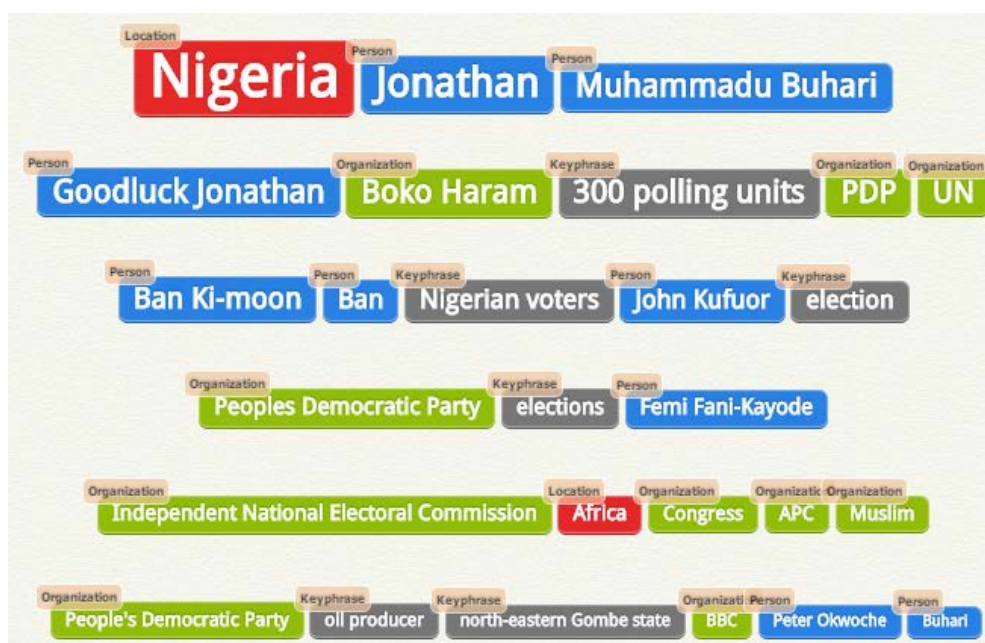 Location Person Person
Nigeria Jonathan Muhammadu Buhari
Person Organization Keyphrase Organization Organization
Goodluck Jonathan Boko Haram 300 polling units PDP UN
Person Person Keyphrase Person Keyphrase
Ban Ki-moon Ban Nigerian voters John Kufuor election
Organization Keyphrase Person
Peoples Democratic Party elections Femi Fani-Kayode
Organization Location Organization Organizatic Organization
Independent National Electoral Commission Africa Congress APC Muslim
Organization Keyphrase Keyphrase Organizati Person Person
People's Democratic Party oil producer north-eastern Gombe state BBC Peter Okwoche Buhari